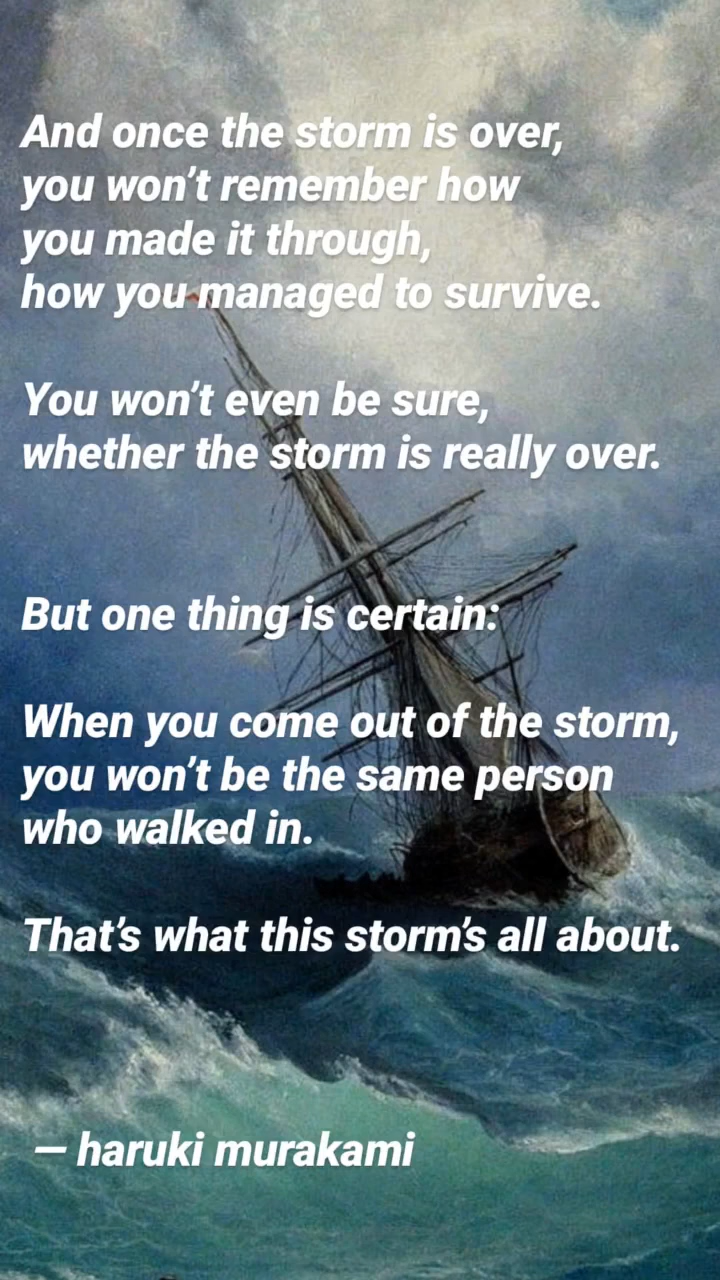 And once the storm is over,
you won't remember how
you made it through,
how you managed to survive.
You won't even be sure,
whether the storm is really over.
But one thing is certain:
When you come out of the storm,
you won't be the same person
who walked in.
That's what this storm's all about.
— haruki murakami